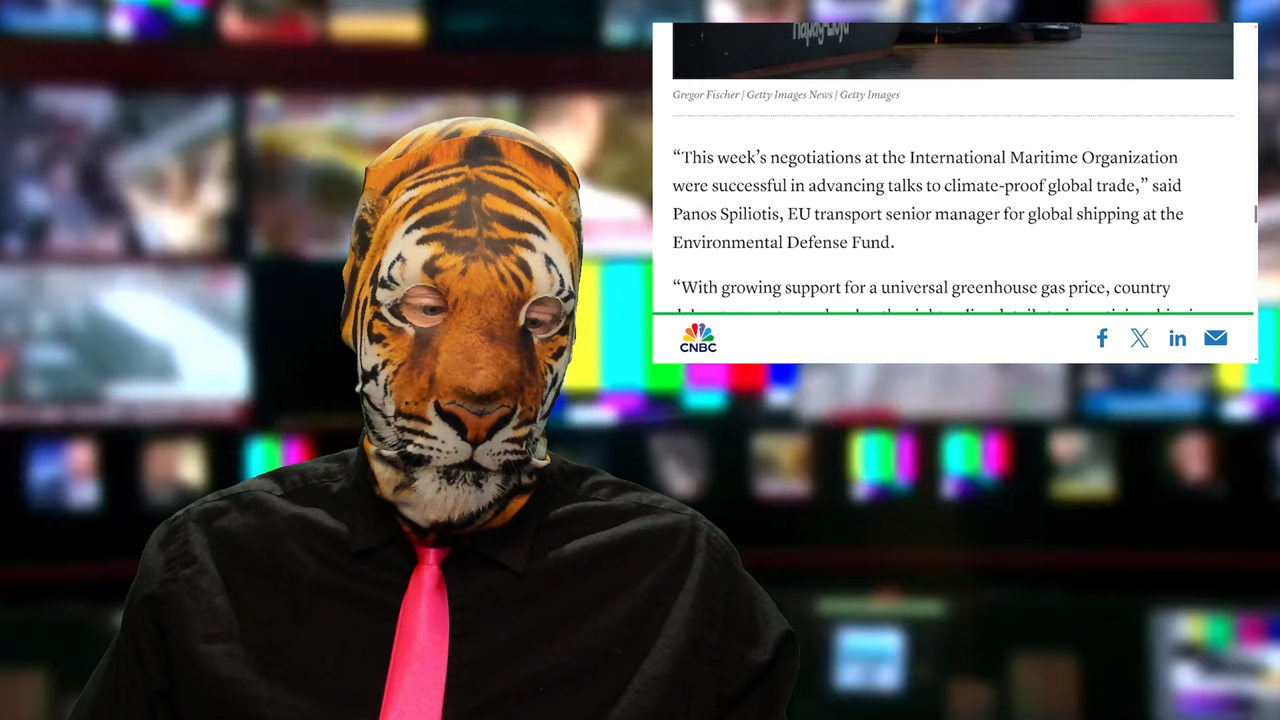 Hapag-Lloyd
Gregor Fischer | Getty Images News | Getty Images
“This week’s negotiations at the International Maritime Organization
were successful in advancing talks to climate-proof global trade,” said
Panos Spiliotis, EU transport senior manager for global shipping at the
Environmental Defense Fund.
“With growing support for a universal greenhouse gas price, country
CNBC